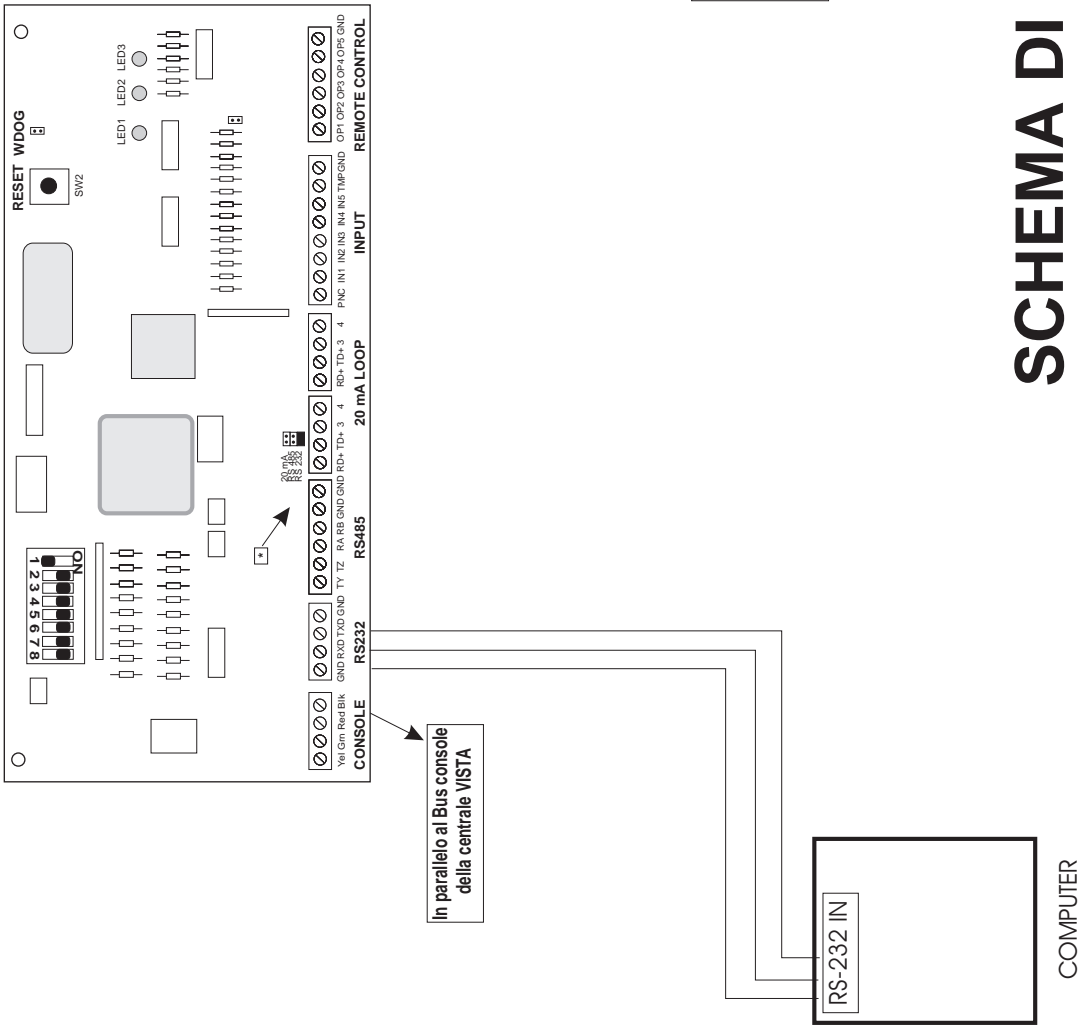 SCHEMA DI
RESET WDOG
SW2
LED1 LED2 LED3
1 2 3 4 5 6 7 8
ON
*
20 mA
RS 485
RS 232
Yel Grn Red Blk
CONSOLE
GND RXD TXD GND
RS232
TY TZ RA RB GND GND
RS485
RD+ TD+ 3 4
RD+ TD+ 3 4
20 mA LOOP
PNC IN1 IN2 IN3 IN4 IN5 TMP GND
INPUT
OP1 OP2 OP3 OP4 OP5 GND
REMOTE CONTROL
In parallelo al Bus console
della centrale VISTA
RS-232 IN
COMPUTER